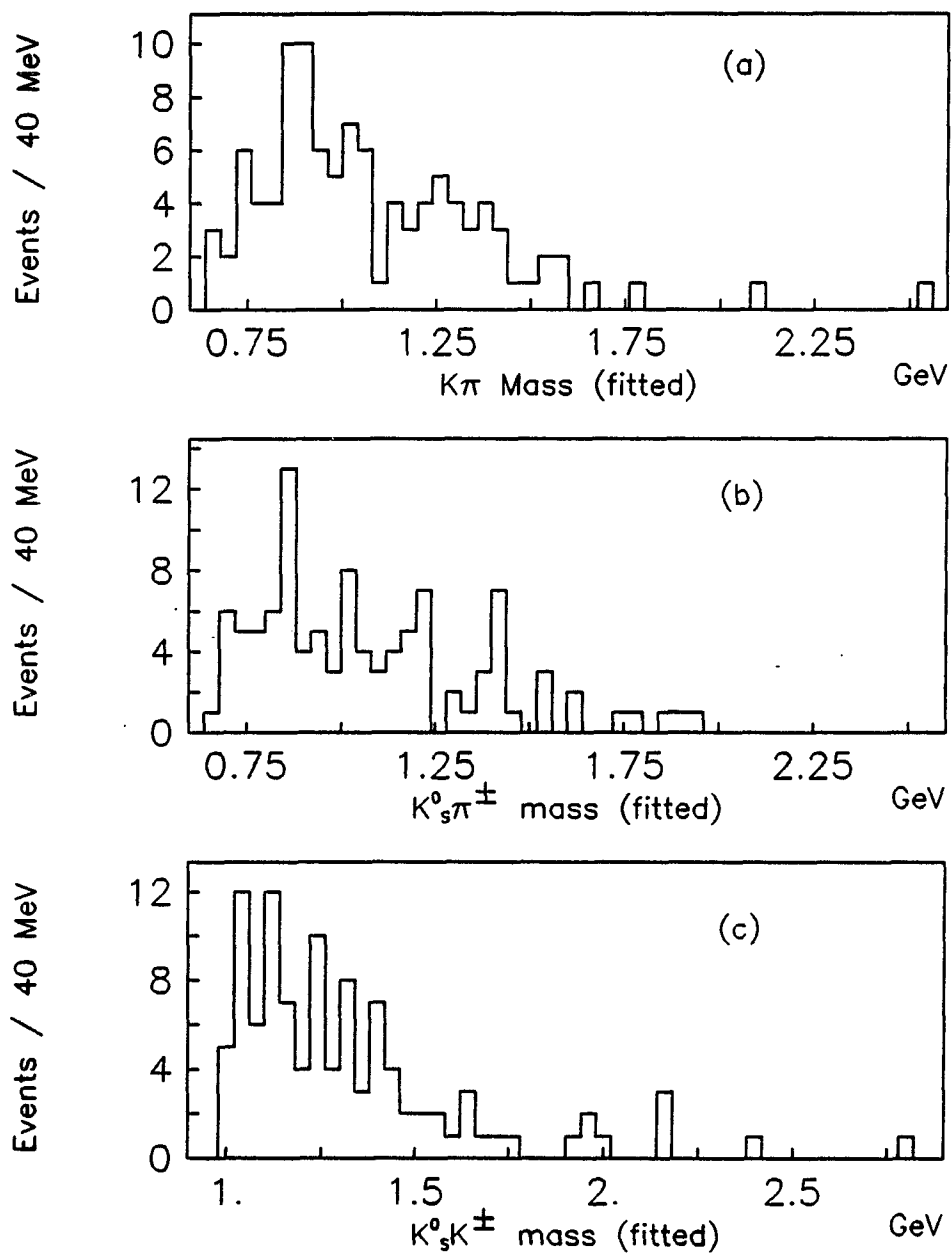 Events / 40 MeV
10
8
6
4
2
0
(a)
0.75 1.25 1.75 2.25
GeV
Kπ Mass (fitted)
Events / 40 MeV
12
8
4
0
(b)
0.75 1.25 1.75 2.25
GeV
K⁰ₛπ± mass (fitted)
Events / 40 MeV
12
8
4
0
(c)
1. 1.5 2. 2.5
GeV
K⁰ₛK± mass (fitted)